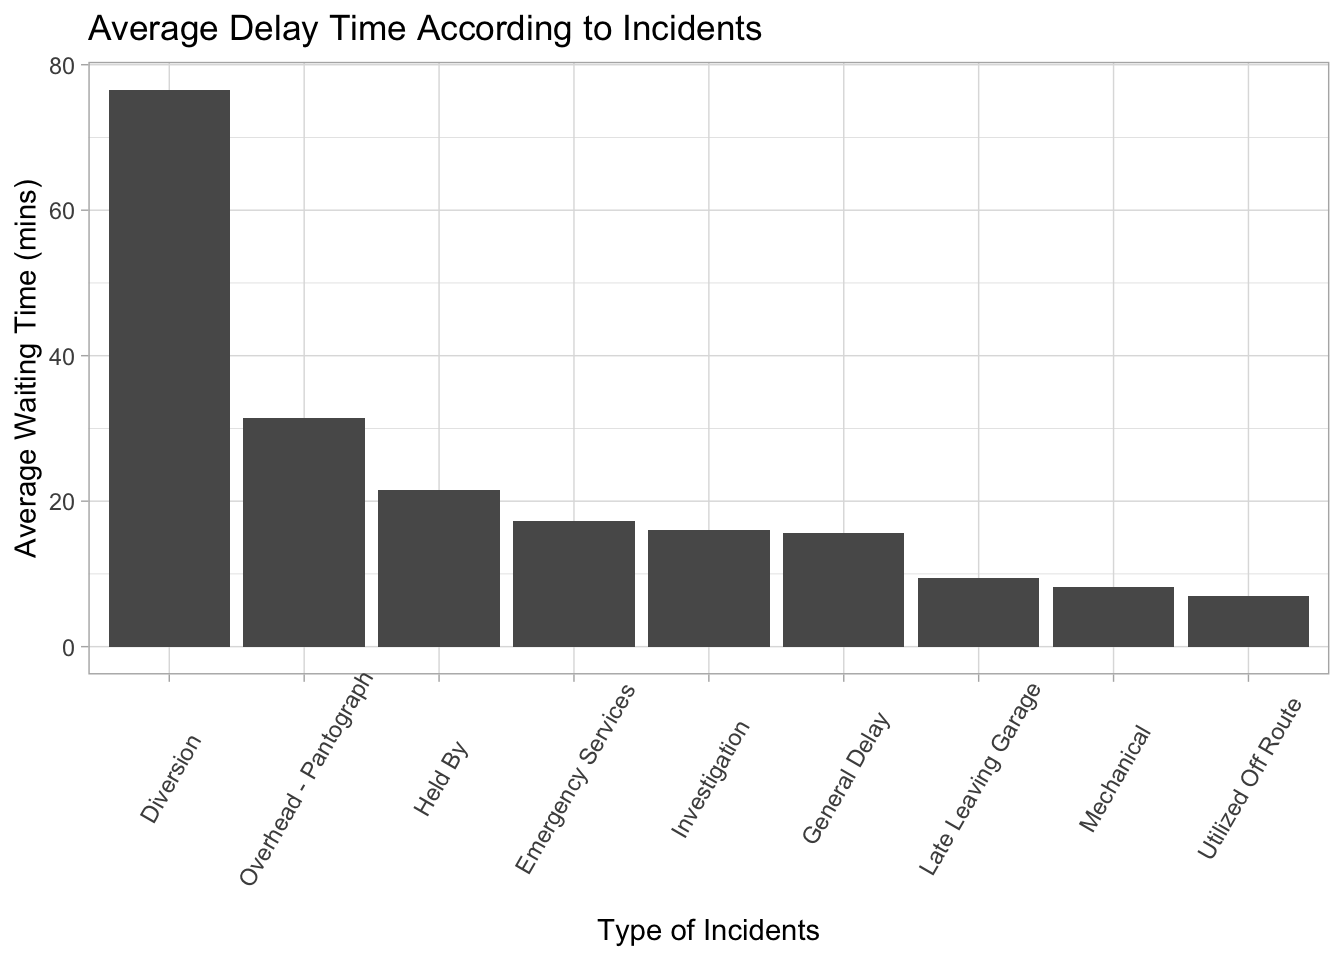 Average Delay Time According to Incidents
Average Waiting Time (mins)
80
60
40
20
0
Diversion
Overhead - Pantograph
Held By
Emergency Services
Investigation
General Delay
Late Leaving Garage
Mechanical
Utilized Off Route
Type of Incidents